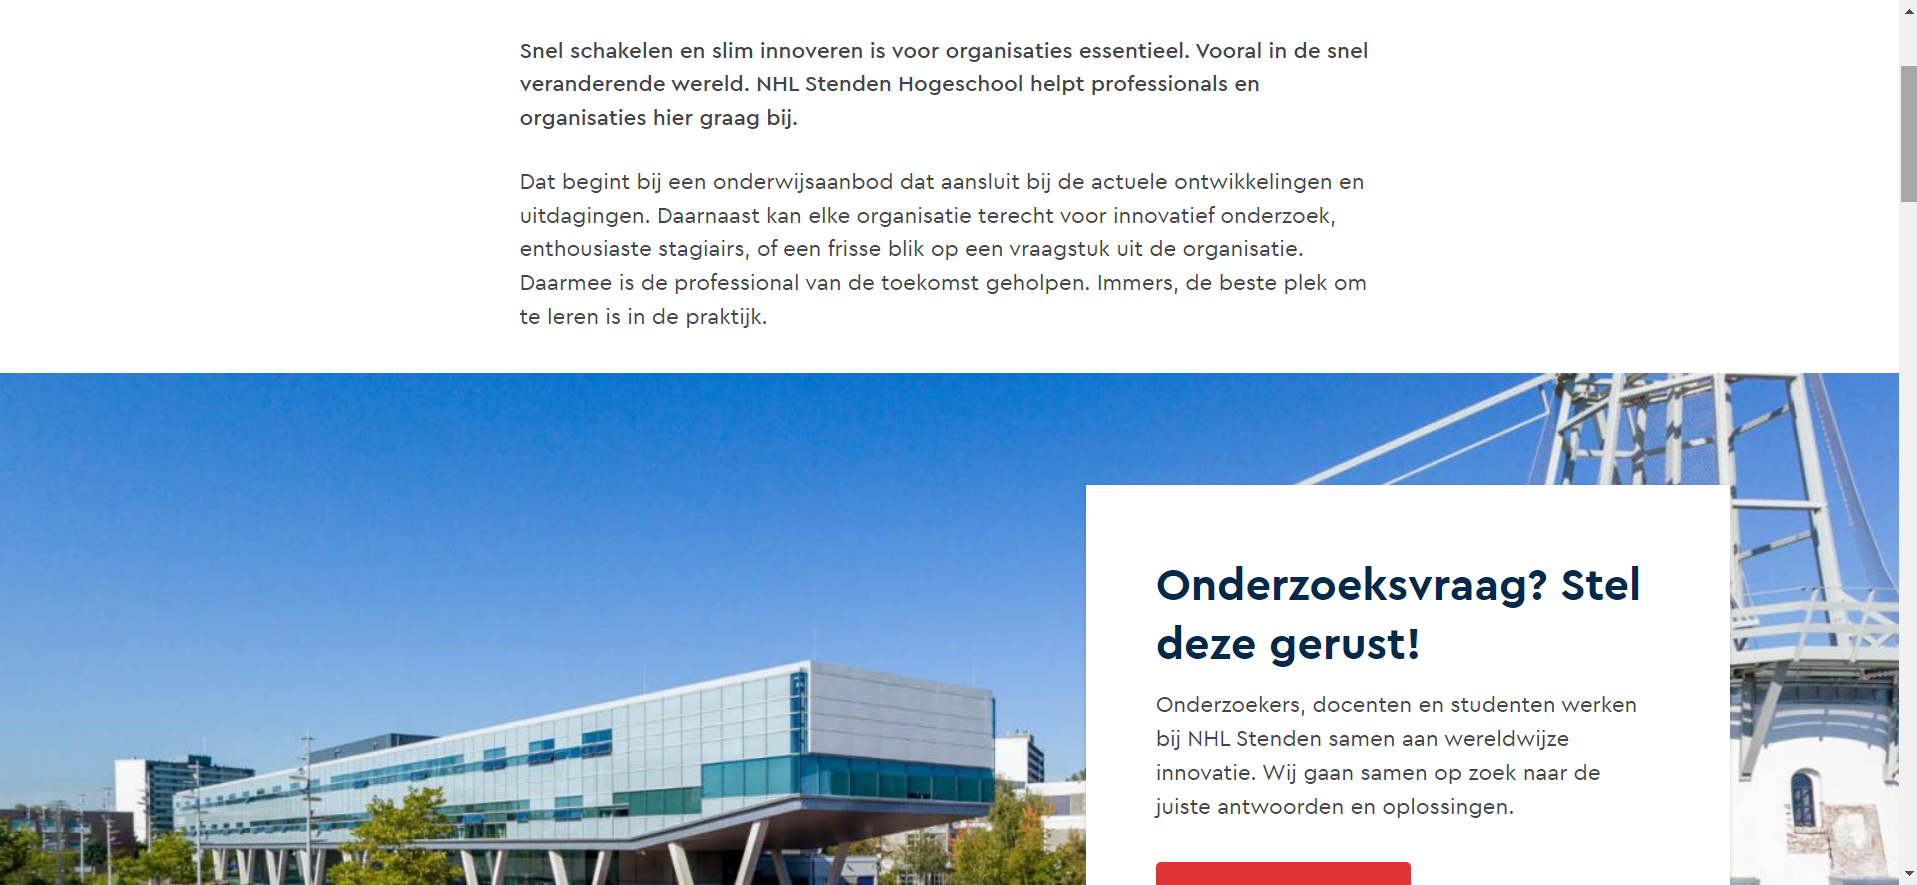 Snel schakelen en slim innoveren is voor organisaties essentieel. Vooral in de snel
veranderende wereld. NHL Stenden Hogeschool helpt professionals en
organisaties hier graag bij.
Dat begint bij een onderwijsaanbod dat aansluit bij de actuele ontwikkelingen en
uitdagingen. Daarnaast kan elke organisatie terecht voor innovatief onderzoek,
enthousiaste stagiairs, of een frisse blik op een vraagstuk uit de organisatie.
Daarmee is de professional van de toekomst geholpen. Immers, de beste plek om
te leren is in de praktijk.
Onderzoeksvraag? Stel
deze gerust!
Onderzoekers, docenten en studenten werken
bij NHL Stenden samen aan wereldwijze
innovatie. Wij gaan samen op zoek naar de
juiste antwoorden en oplossingen.